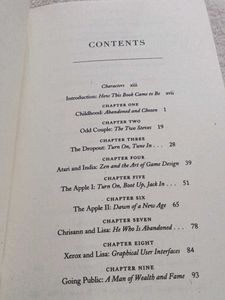 CONTENTS
Characters xiii
Introduction: How This Book Came to Be xvii
CHAPTER ONE
Childhood: Abandoned and Chosen 1
CHAPTER TWO
Odd Couple: The Two Steves 19
CHAPTER THREE
The Dropout: Turn On, Tune In . . . 28
CHAPTER FOUR
Atari and India: Zen and the Art of Game Design 39
CHAPTER FIVE
The Apple I: Turn On, Boot Up, Jack In . . . 51
CHAPTER SIX
The Apple II: Dawn of a New Age 65
CHAPTER SEVEN
Chrisann and Lisa: He Who Is Abandoned . . . 78
CHAPTER EIGHT
Xerox and Lisa: Graphical User Interfaces 84
CHAPTER NINE
Going Public: A Man of Wealth and Fame 93